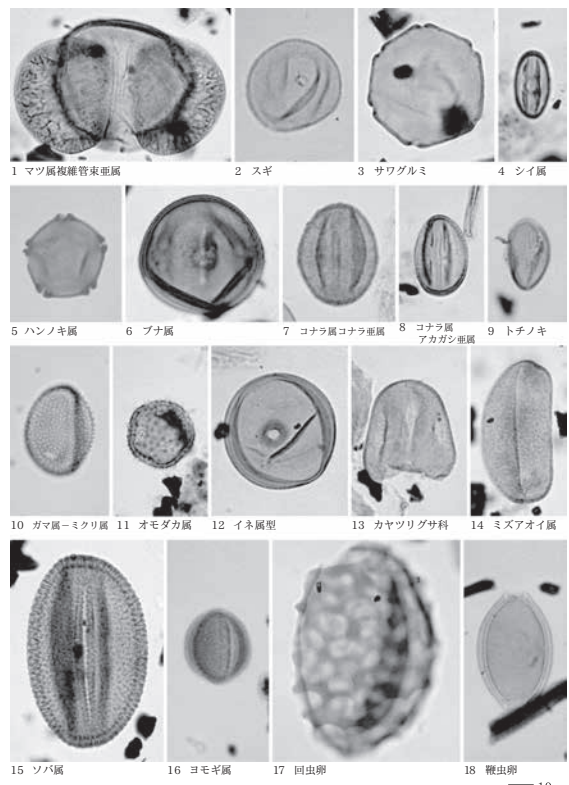 1 マツ属複維管束亜属
2 スギ
3 サワグルミ
4 シイ属
5 ハンノキ属
6 ブナ属
7 コナラ属コナラ亜属
8 コナラ属
アカガシ亜属
9 トチノキ
10 ガマ属−ミクリ属
11 オモダカ属
12 イネ属型
13 カヤツリグサ科
14 ミズアオイ属
15 ソバ属
16 ヨモギ属
17 回虫卵
18 鞭虫卵